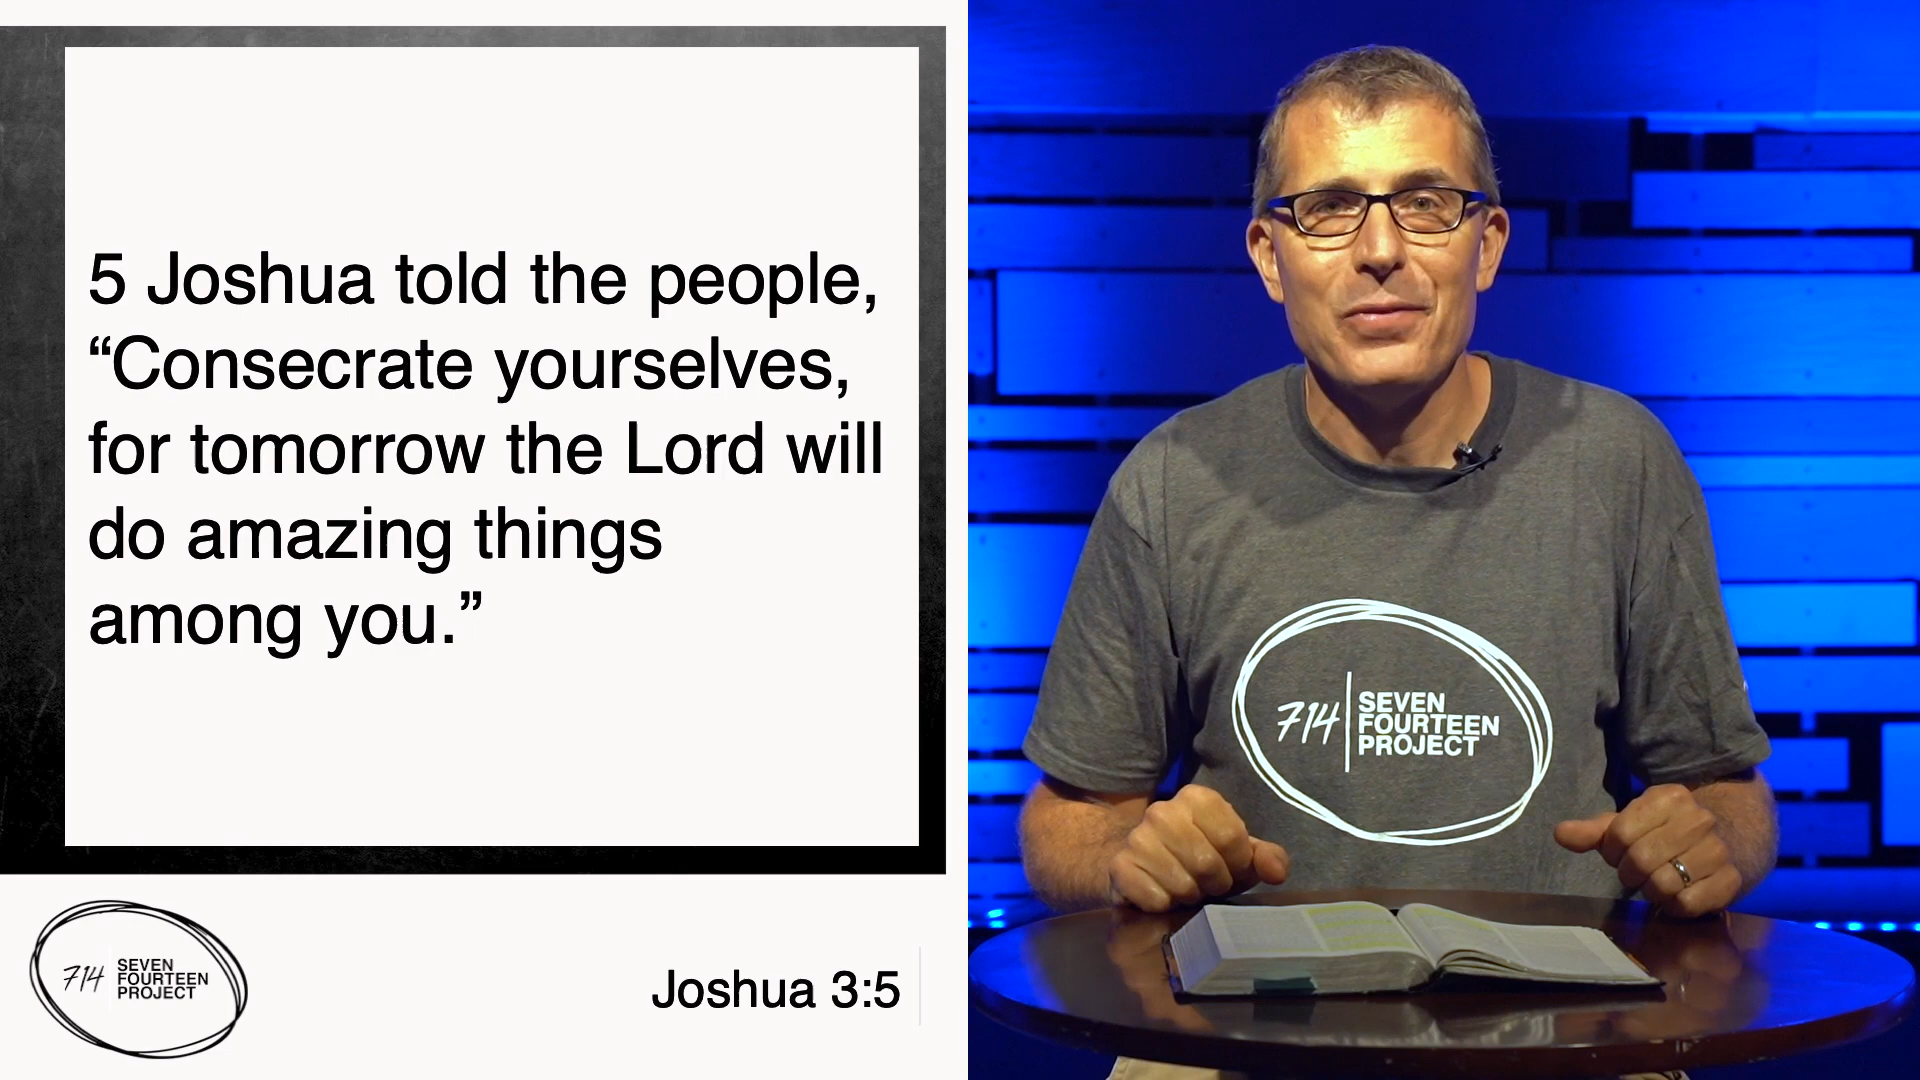 5 Joshua told the people,
“Consecrate yourselves,
for tomorrow the Lord will
do amazing things
among you.”
714 SEVEN
FOURTEEN
PROJECT
Joshua 3:5
714 SEVEN
FOURTEEN
PROJECT